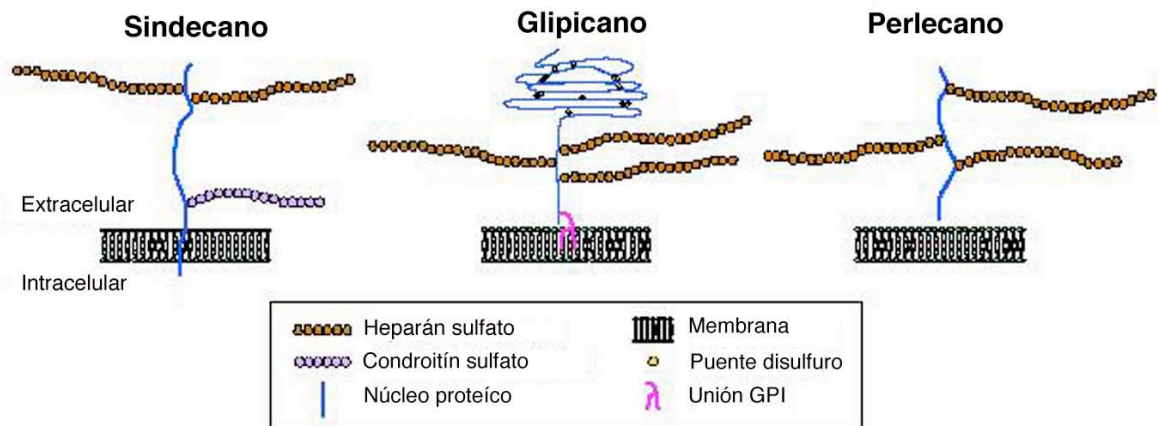 Sindecano
Glipicano
Perlecano
Extracelular
Intracelular
Heparán sulfato
Condroitín sulfato
Núcleo proteíco
Membrana
Puente disulfuro
Unión GPI